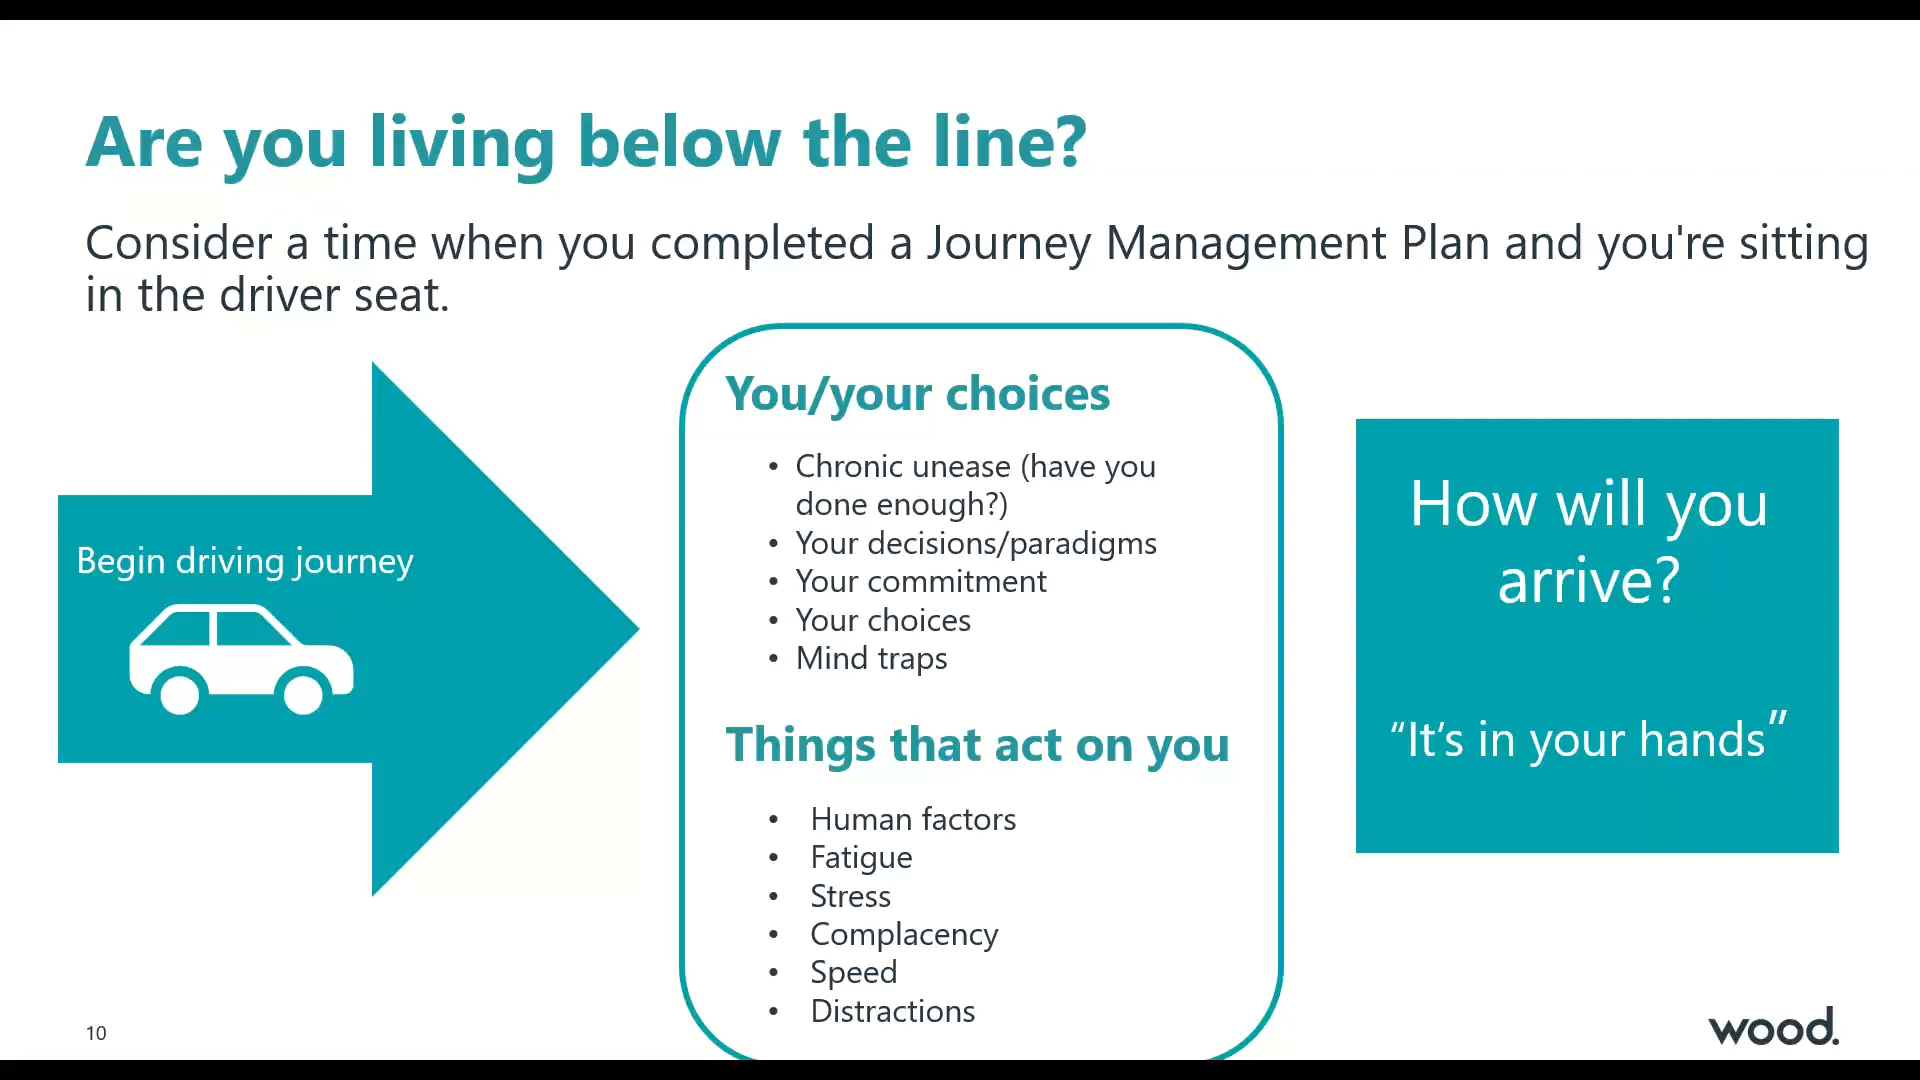 Are you living below the line?
Consider a time when you completed a Journey Management Plan and you're sitting
in the driver seat.
Begin driving journey
You/your choices
• Chronic unease (have you
done enough?)
• Your decisions/paradigms
• Your commitment
• Your choices
• Mind traps
Things that act on you
• Human factors
• Fatigue
• Stress
• Complacency
• Speed
• Distractions
How will you
arrive?
“It’s in your hands”
10
wood.